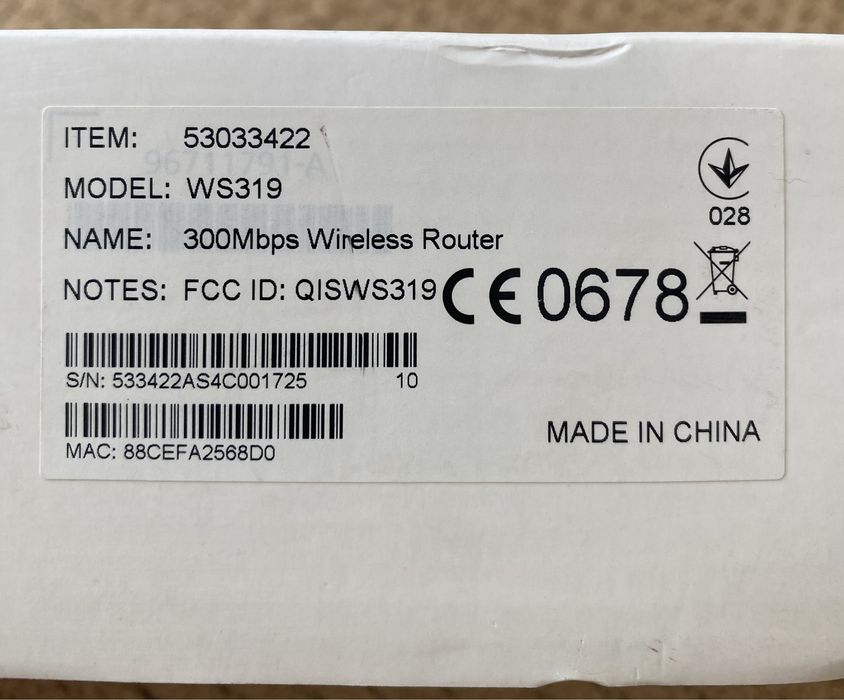 ITEM: 53033422
96711791-A
MODEL: WS319
028
NAME: 300Mbps Wireless Router
NOTES: FCC ID: QISWS319 CE 0678
S/N: 533422AS4C001725 10
MAC: 88CEFA2568D0
MADE IN CHINA